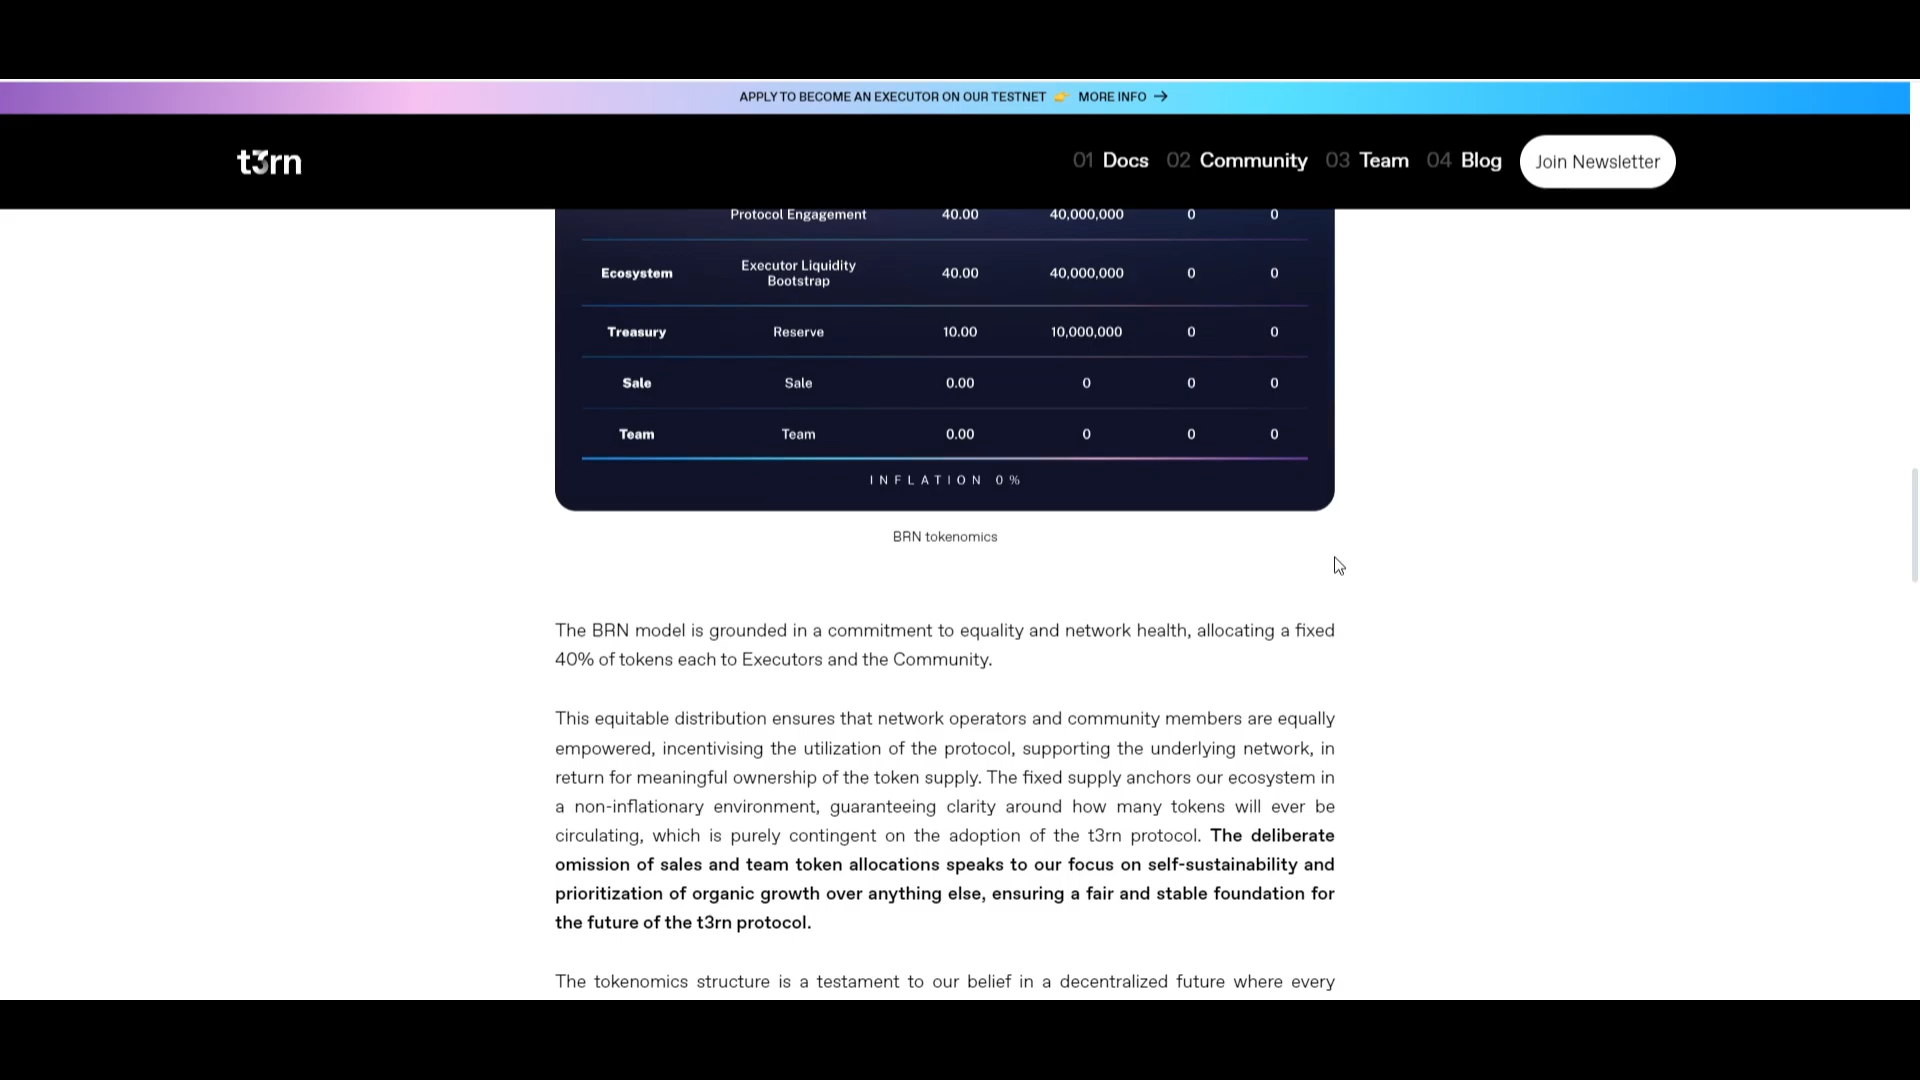 APPLY TO BECOME AN EXECUTOR ON OUR TESTNET 👉 MORE INFO →
t3rn
01 Docs 02 Community 03 Team 04 Blog Join Newsletter
Protocol Engagement 40.00 40,000,000 0 0
Ecosystem Executor Liquidity Bootstrap 40.00 40,000,000 0 0
Treasury Reserve 10.00 10,000,000 0 0
Sale Sale 0.00 0 0 0
Team Team 0.00 0 0 0
INFLATION 0%
BRN tokenomics
The BRN model is grounded in a commitment to equality and network health, allocating a fixed
40% of tokens each to Executors and the Community.
This equitable distribution ensures that network operators and community members are equally
empowered, incentivising the utilization of the protocol, supporting the underlying network, in
return for meaningful ownership of the token supply. The fixed supply anchors our ecosystem in
a non-inflationary environment, guaranteeing clarity around how many tokens will ever be
circulating, which is purely contingent on the adoption of the t3rn protocol. The deliberate
omission of sales and team token allocations speaks to our focus on self-sustainability and
prioritization of organic growth over anything else, ensuring a fair and stable foundation for
the future of the t3rn protocol.
The tokenomics structure is a testament to our belief in a decentralized future where every